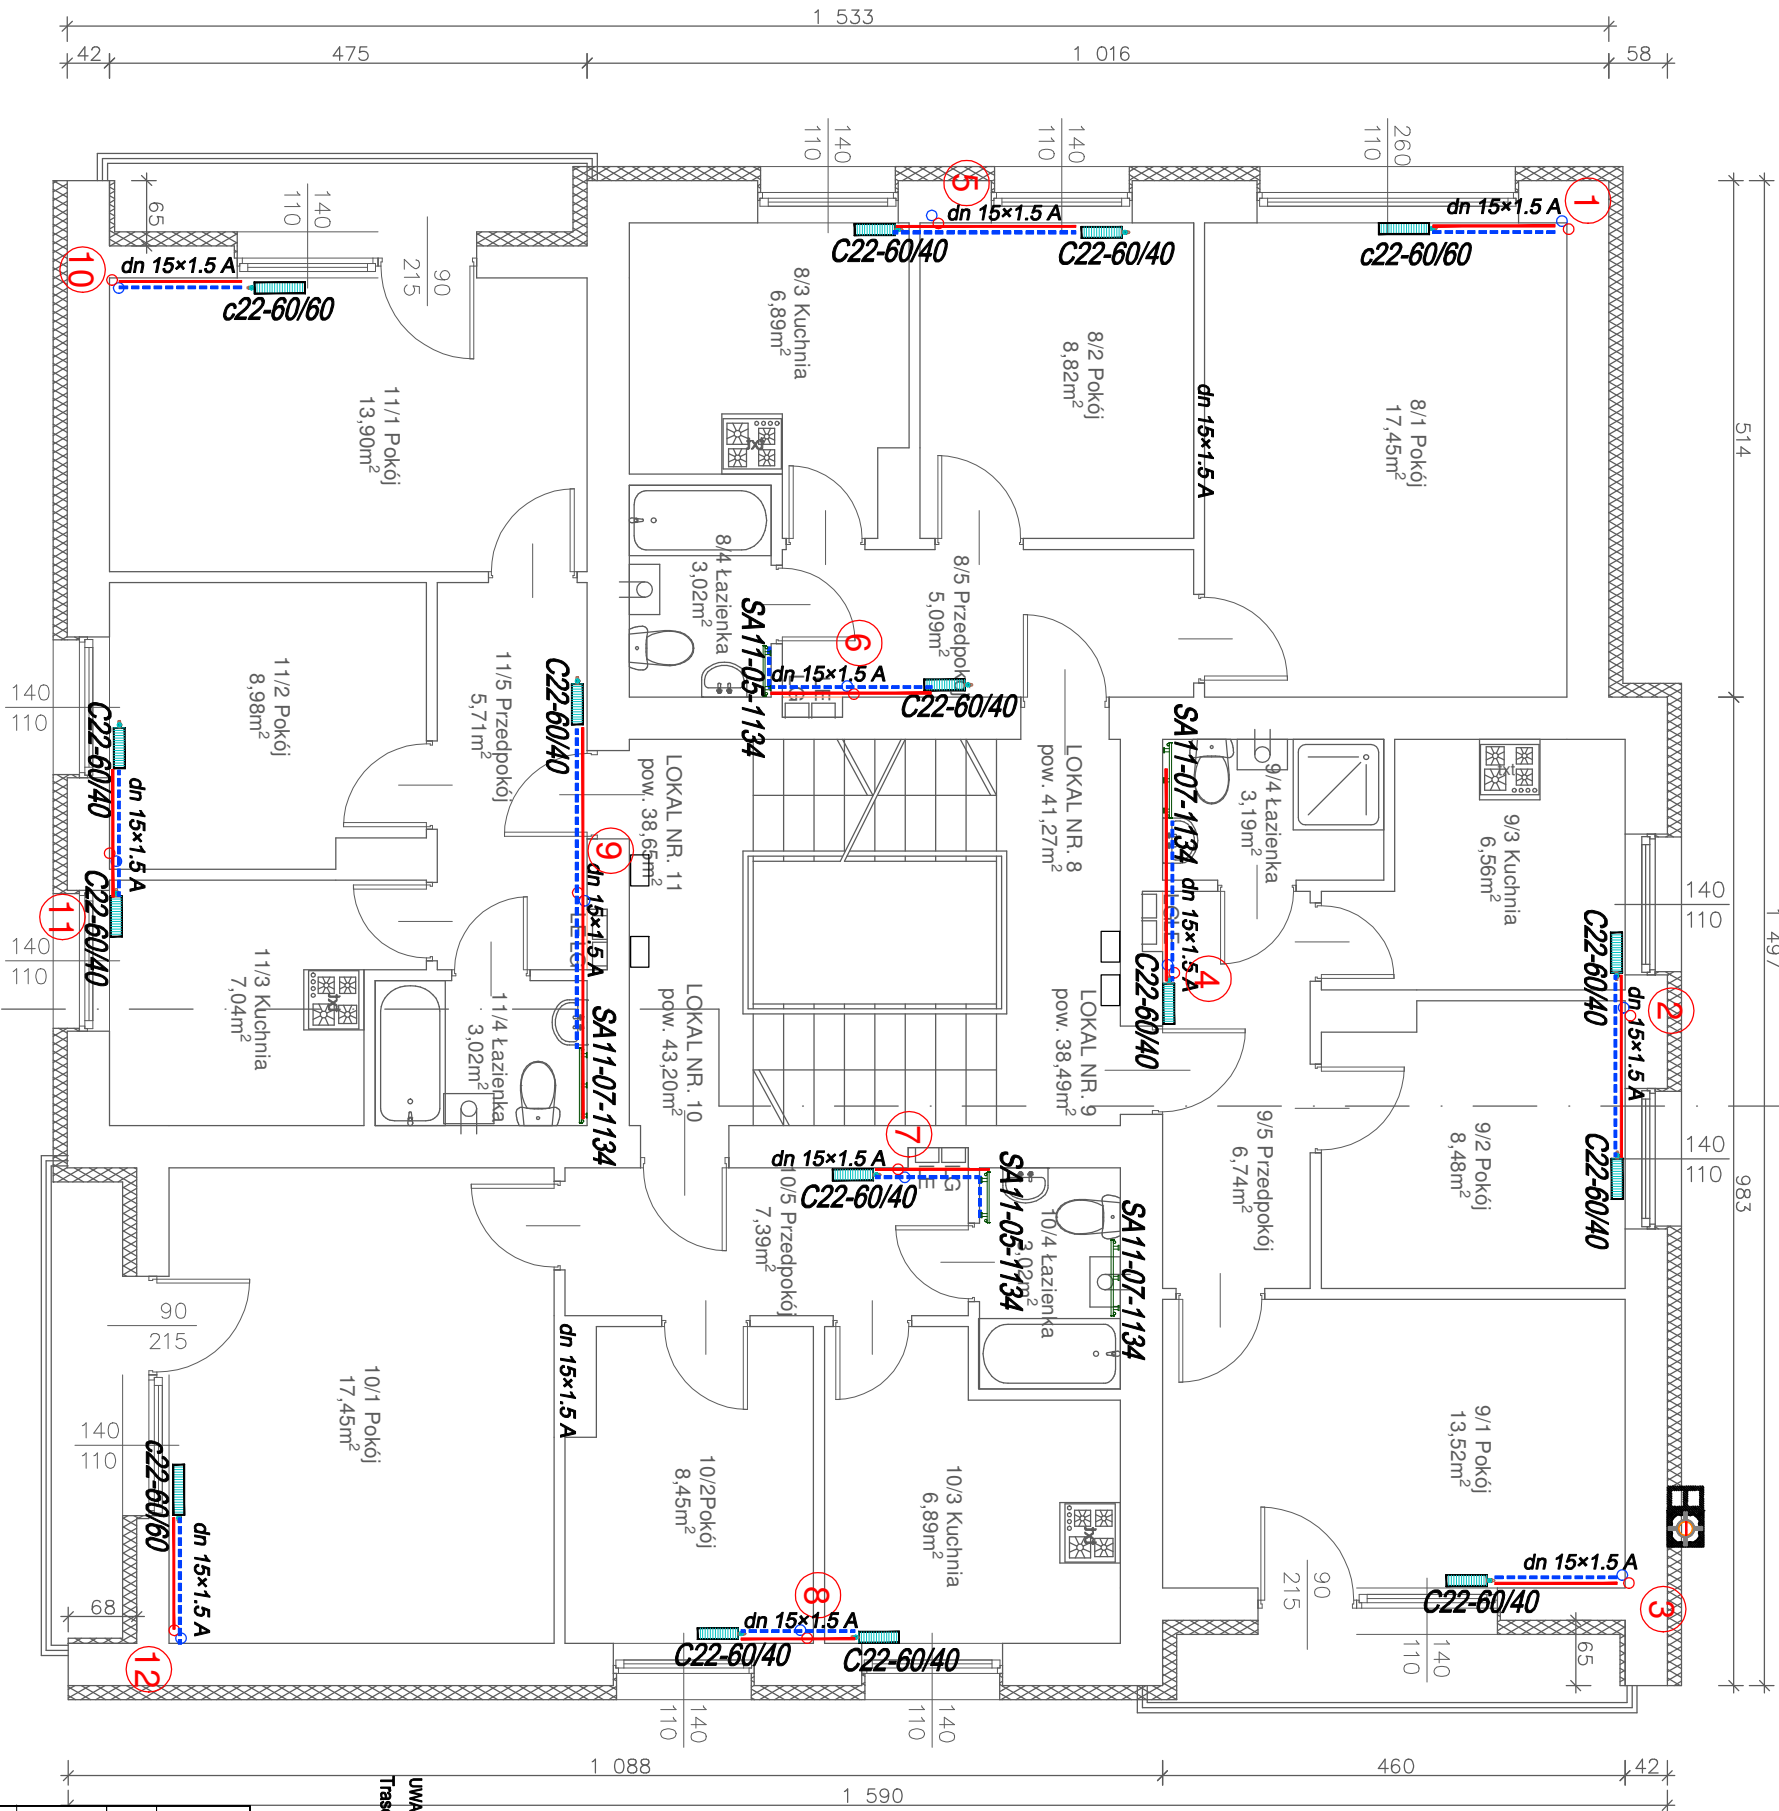 1 533
42
475
1 016
58
140
110
140
110
260
110
5
1
dn 15×1.5 A
dn 15×1.5 A
C22-60/40
C22-60/40
c22-60/60
65
140
110
90
215
10
dn 15×1.5 A
c22-60/60
8/3 Kuchnia
6,89m²
8/2 Pokój
8,82m²
8/1 Pokój
17,45m²
dn 15×1.5 A
514
11/1 Pokój
13,90m²
8/4 Łazienka
3,02m²
8/5 Przedpokój
5,09m²
6
SA11-05-1134
dn 15×1.5 A
C22-60/40
11/2 Pokój
8,98m²
11/5 Przedpokój
5,71m²
C22-60/40
140
110
C22-60/40
dn 15×1.5 A
C22-60/40
11
140
110
LOKAL NR. 11
pow. 38,65m²
LOKAL NR. 8
pow. 41,27m²
SA11-07-1134
9/4 Łazienka
3,19m²
9/3 Kuchnia
6,56m²
140
110
1 497
9
dn 15×1.5 A
dn 15×1.5 A
4
C22-60/40
C22-60/40
2
dn 15×1.5 A
C22-60/40
11/3 Kuchnia
7,04m²
11/4 Łazienka
3,02m²
SA11-07-1134
LOKAL NR. 10
pow. 43,20m²
LOKAL NR. 9
pow. 38,49m²
7
dn 15×1.5 A
C22-60/40
E
G
SA11-05-1134
10/4 Łazienka
3,02m²
SA11-07-1134
10/5 Przedpokój
7,39m²
9/5 Przedpokój
6,74m²
9/2 Pokój
8,48m²
140
110
983
90
215
140
110
dn 15×1.5 A
10/1 Pokój
17,45m²
10/2Pokój
8,45m²
10/3 Kuchnia
6,89m²
9/1 Pokój
13,52m²
c22-60/60
dn 15×1.5 A
12
68
8
dn 15×1.5 A
C22-60/40
C22-60/40
90
215
dn 15×1.5 A
C22-60/40
3
140
110
65
140
110
140
110
1 088
460
42
1 590